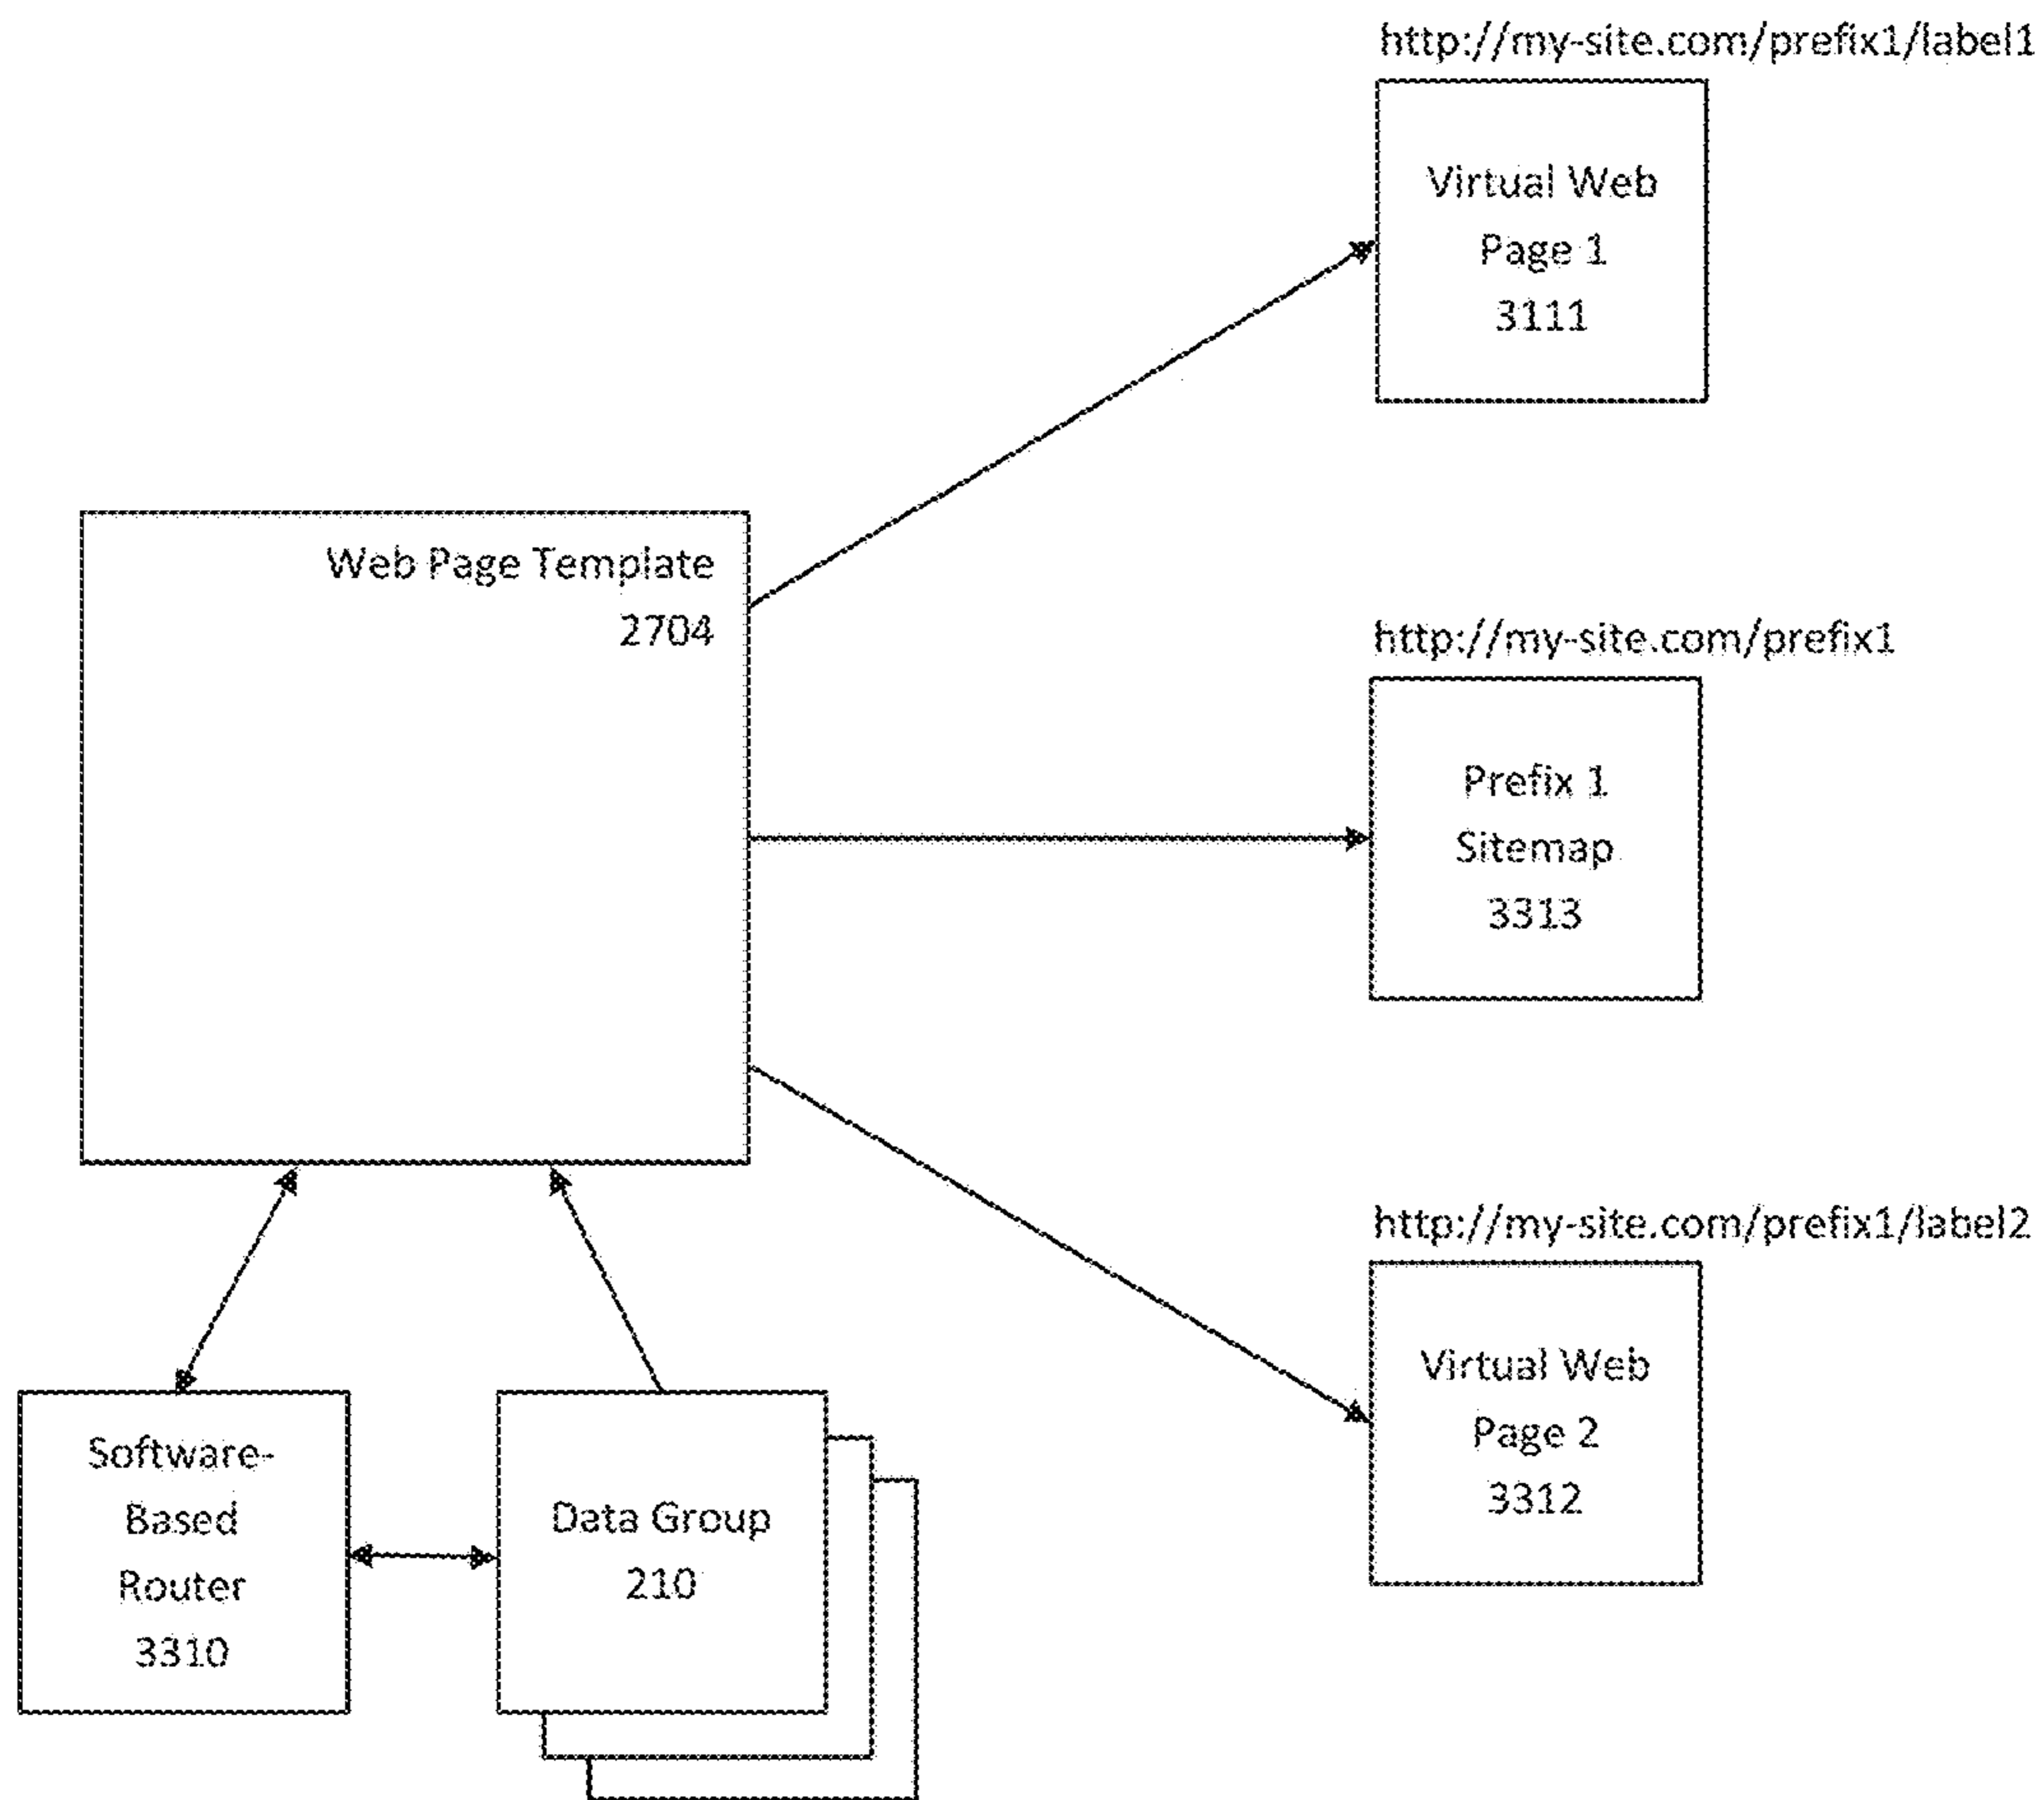 http://my-site.com/prefix1/label1
Virtual Web
Page 1
3111
Web Page Template
2704
http://my-site.com/prefix1
Prefix 1
Sitemap
3313
http://my-site.com/prefix1/label2
Virtual Web
Page 2
3312
Software-
Based
Router
3310
Data Group
210